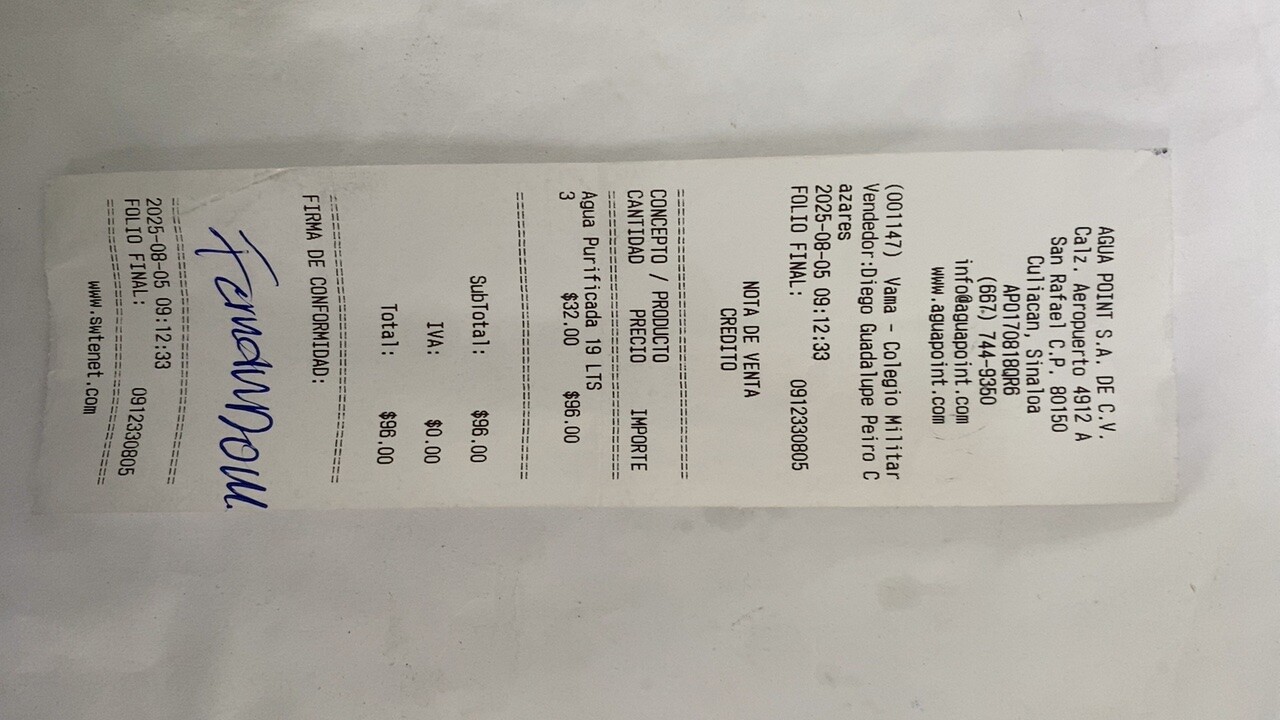 AGUA POINT S.A. DE C.V.
Calz. Aeropuerto 4912 A
San Rafael C.P. 80150
Culiacan, Sinaloa
APO170818QR6
(667) 744-9350
info@aguapoint.com
www.aguapoint.com
(001147) Vama - Colegio Militar
Vendedor:Diego Guadalupe Peiro C
azares
2025-08-05 09:12:33
FOLIO FINAL: 0912330805
NOTA DE VENTA
CREDITO
================================
CONCEPTO / PRODUCTO
CANTIDAD PRECIO IMPORTE
================================
Agua Purificada 19 LTS
3 $32.00 $96.00
================================
SubTotal: $96.00
IVA: $0.00
Total: $96.00
================================
FIRMA DE CONFORMIDAD:
================================
2025-08-05 09:12:33
FOLIO FINAL: 0912330805
================================
www.swtenet.com